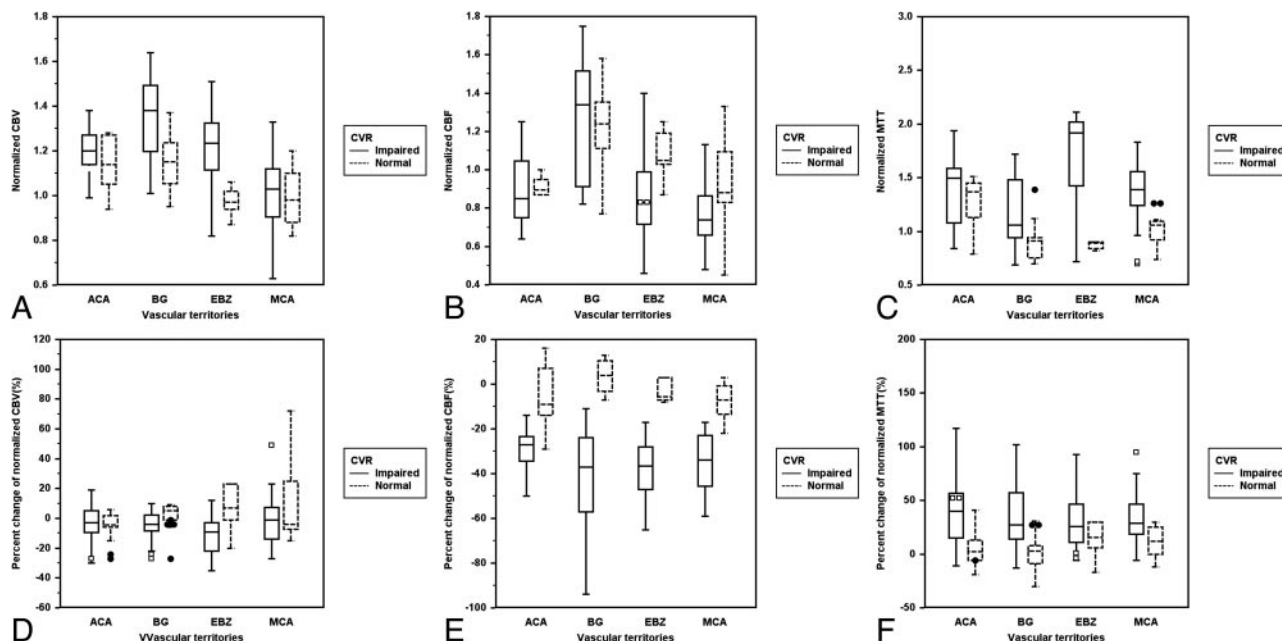 1.8
1.6
1.4
1.2
1.0
0.8
0.6
Normalized CBV
ACA
BG
EBZ
MCA
Vascular territories
CVR
Impaired
Normal
A
1.8
1.6
1.4
1.2
1.0
0.8
0.6
0.4
Normalized CBF
ACA
BG
EBZ
MCA
Vascular territories
CVR
Impaired
Normal
B
3.0
2.5
2.0
1.5
1.0
0.5
Normalized MTT
ACA
BG
EBZ
MCA
Vascular territories
CVR
Impaired
Normal
C
120
100
80
60
40
20
0
-20
-40
-60
Percent change of normalized CBV(%)
ACA
BG
EBZ
MCA
VVascular territories
CVR
Impaired
Normal
D
20
0
-20
-40
-60
-80
-100
Percent change of normalized CBF(%)
ACA
BG
EBZ
MCA
Vascular territories
CVR
Impaired
Normal
E
200
150
100
50
0
-50
Percent change of normalized MTT(%)
ACA
BG
EBZ
MCA
Vascular territories
CVR
Impaired
Normal
F